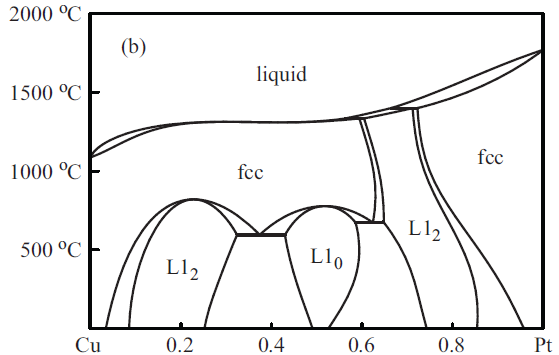 2000 ºC
(b)
liquid
1500 ºC
fcc
1000 ºC
fcc
500 ºC
L1₂
L1₀
L1₂
Cu 0.2 0.4 0.6 0.8 Pt